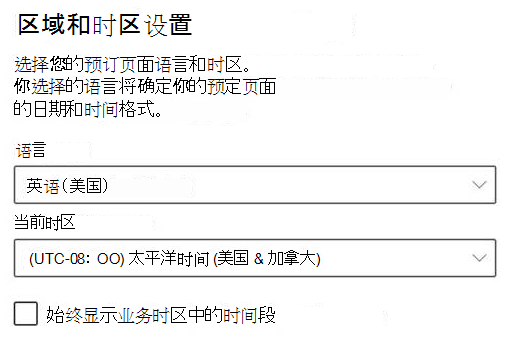 区域和时区设置
选择您的预订页面语言和时区。
你选择的语言将确定你的预定页面
的日期和时间格式。
语言
英语(美国)
当前时区
(UTC-08: OO) 太平洋时间 (美国 & 加拿大)
始终显示业务时区中的时间段